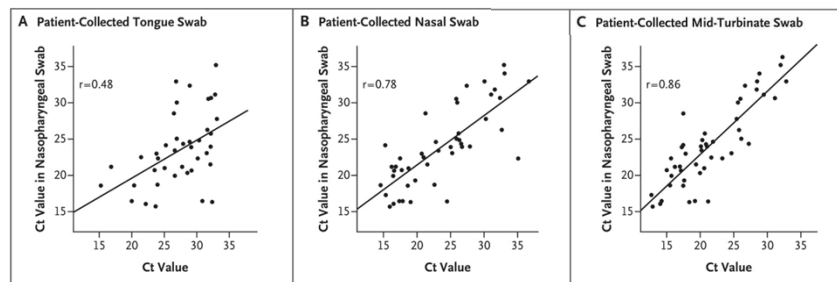 A Patient-Collected Tongue Swab
Ct Value in Nasopharyngeal Swab
r=0.48
35
30
25
20
15
15 20 25 30 35
Ct Value
B Patient-Collected Nasal Swab
Ct Value in Nasopharyngeal Swab
r=0.78
35
30
25
20
15
15 20 25 30 35
Ct Value
C Patient-Collected Mid-Turbinate Swab
Ct Value in Nasopharyngeal Swab
r=0.86
35
30
25
20
15
15 20 25 30 35
Ct Value